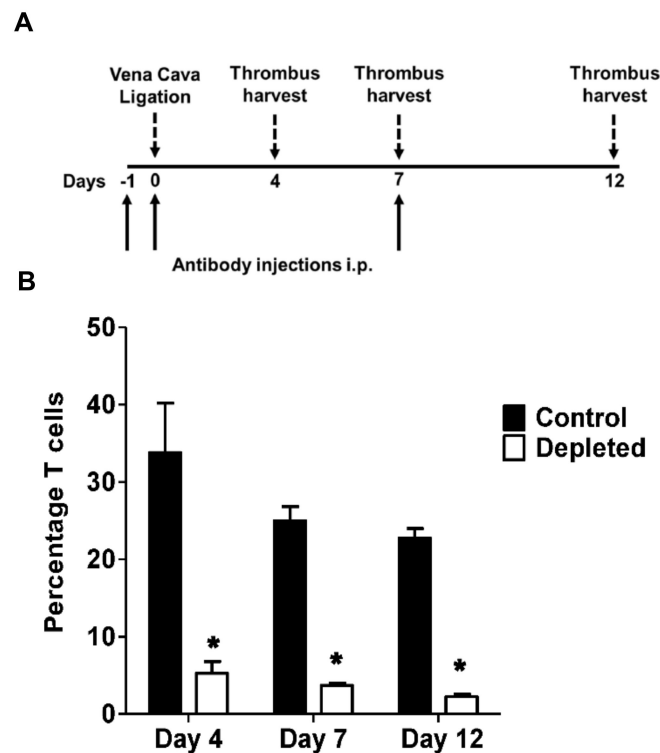 A
Vena Cava
Ligation
Thrombus
harvest
Thrombus
harvest
Thrombus
harvest
Days -1 0 4 7 12
Antibody injections i.p.
B
Percentage T cells
50
40
30
20
10
0
Control
Depleted
*
*
*
Day 4 Day 7 Day 12